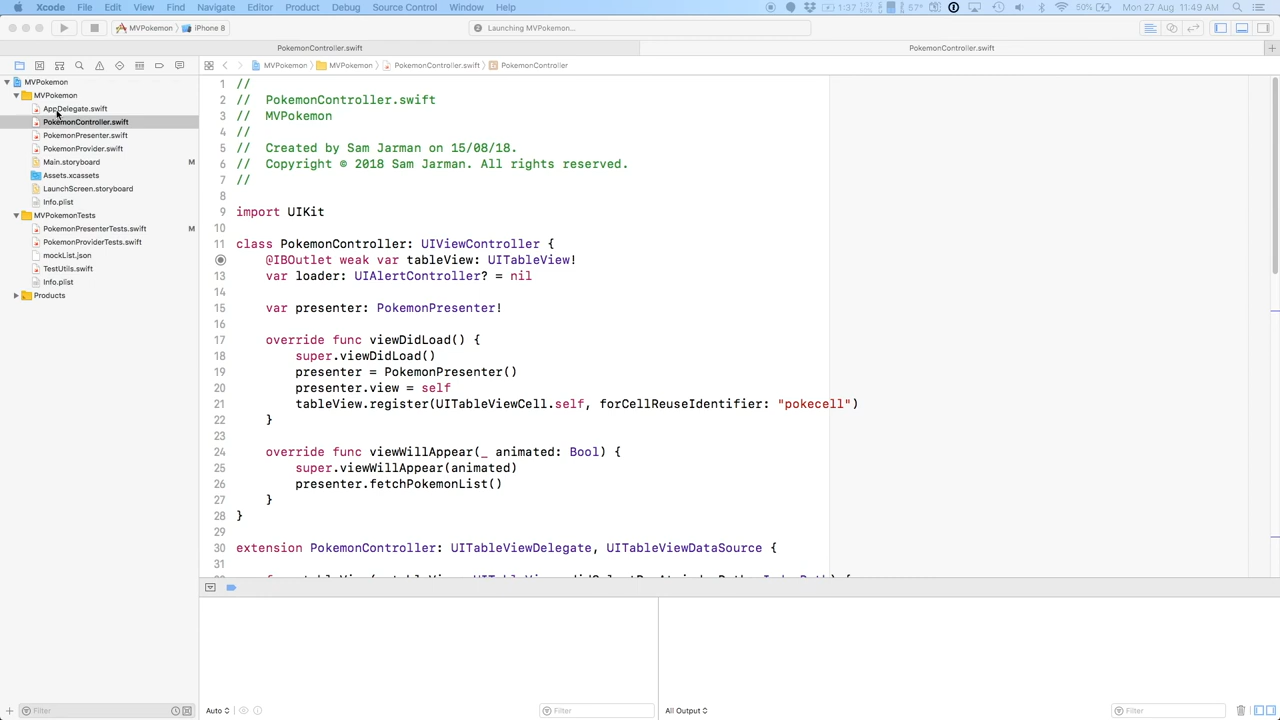 Xcode File Edit View Find Navigate Editor Product Debug Source Control Window Help 1:37 57° 50% Mon 27 Aug 11:49 AM
MVPokemon iPhone 8 Launching MVPokemon...
PokemonController.swift PokemonController.swift
MVPokemon MVPokemon PokemonController.swift PokemonController
MVPokemon
MVPokemon
AppDelegate.swift
PokemonController.swift
PokemonPresenter.swift
PokemonProvider.swift
Main.storyboard M
Assets.xcassets
LaunchScreen.storyboard
Info.plist
MVPokemonTests
PokemonPresenterTests.swift M
PokemonProviderTests.swift
mockList.json
TestUtils.swift
Info.plist
Products
1 //
2 // PokemonController.swift
3 // MVPokemon
4 //
5 // Created by Sam Jarman on 15/08/18.
6 // Copyright © 2018 Sam Jarman. All rights reserved.
7 //
8
9 import UIKit
10
11 class PokemonController: UIViewController {
@IBOutlet weak var tableView: UITableView!
13 var loader: UIAlertController? = nil
14
15 var presenter: PokemonPresenter!
16
17 override func viewDidLoad() {
18 super.viewDidLoad()
19 presenter = PokemonPresenter()
20 presenter.view = self
21 tableView.register(UITableViewCell.self, forCellReuseIdentifier: "pokecell")
22 }
23
24 override func viewWillAppear(_ animated: Bool) {
25 super.viewWillAppear(animated)
26 presenter.fetchPokemonList()
27 }
28 }
29
30 extension PokemonController: UITableViewDelegate, UITableViewDataSource {
31
Filter Auto Filter All Output Filter